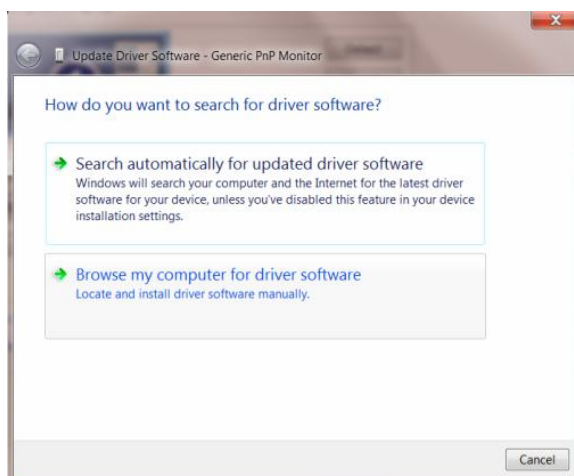 Update Driver Software - Generic PnP Monitor
How do you want to search for driver software?
Search automatically for updated driver software
Windows will search your computer and the Internet for the latest driver
software for your device, unless you've disabled this feature in your device
installation settings.
Browse my computer for driver software
Locate and install driver software manually.
Cancel